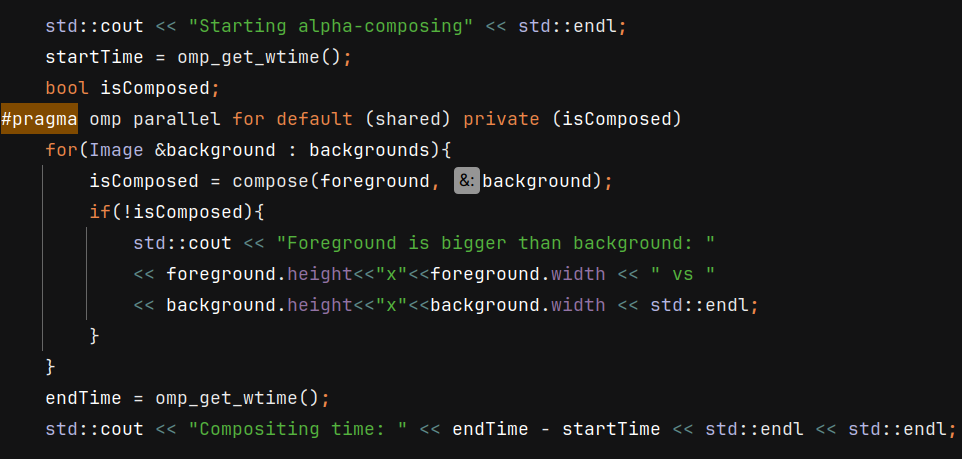 std::cout << "Starting alpha-composing" << std::endl;
startTime = omp_get_wtime();
bool isComposed;
#pragma omp parallel for default (shared) private (isComposed)
for(Image &background : backgrounds){
isComposed = compose(foreground, &: background);
if(!isComposed){
std::cout << "Foreground is bigger than background: "
<< foreground.height<<"x"<<foreground.width << " vs "
<< background.height<<"x"<<background.width << std::endl;
}
}
endTime = omp_get_wtime();
std::cout << "Compositing time: " << endTime - startTime << std::endl << std::endl;